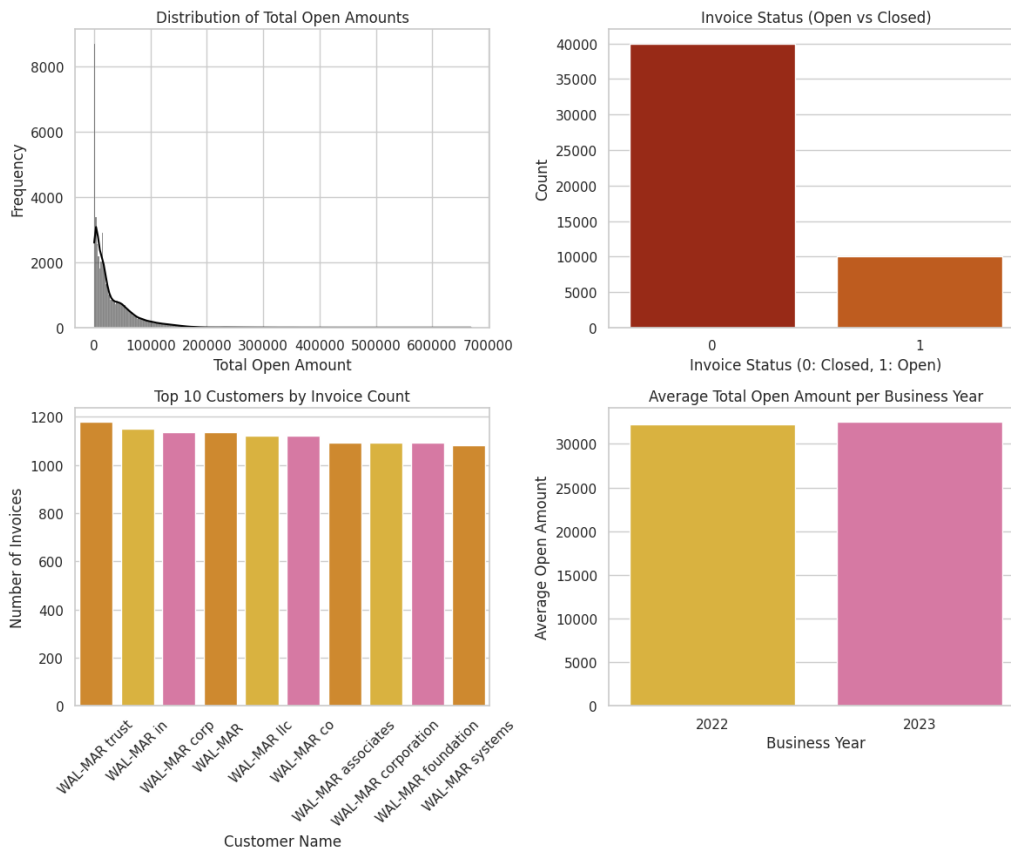 Distribution of Total Open Amounts
Frequency
8000
6000
4000
2000
0
0 100000 200000 300000 400000 500000 600000 700000
Total Open Amount
Invoice Status (Open vs Closed)
Count
40000
35000
30000
25000
20000
15000
10000
5000
0
0 1
Invoice Status (0: Closed, 1: Open)
Top 10 Customers by Invoice Count
Number of Invoices
1200
1000
800
600
400
200
0
WAL-MAR trust
WAL-MAR in
WAL-MAR corp
WAL-MAR
WAL-MAR llc
WAL-MAR co
WAL-MAR associates
WAL-MAR corporation
WAL-MAR foundation
WAL-MAR systems
Customer Name
Average Total Open Amount per Business Year
Average Open Amount
30000
25000
20000
15000
10000
5000
0
2022 2023
Business Year